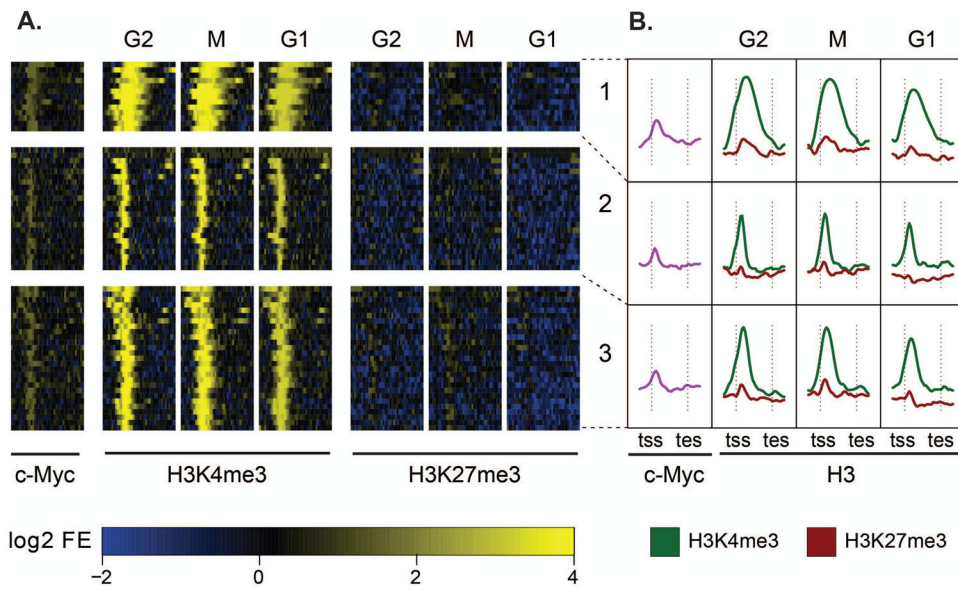 A.
G2 M G1 G2 M G1
c-Myc H3K4me3 H3K27me3
log2 FE
−2 0 2 4
B.
G2 M G1
1
2
3
tss tes tss tes tss tes tss tes
c-Myc H3
H3K4me3 H3K27me3